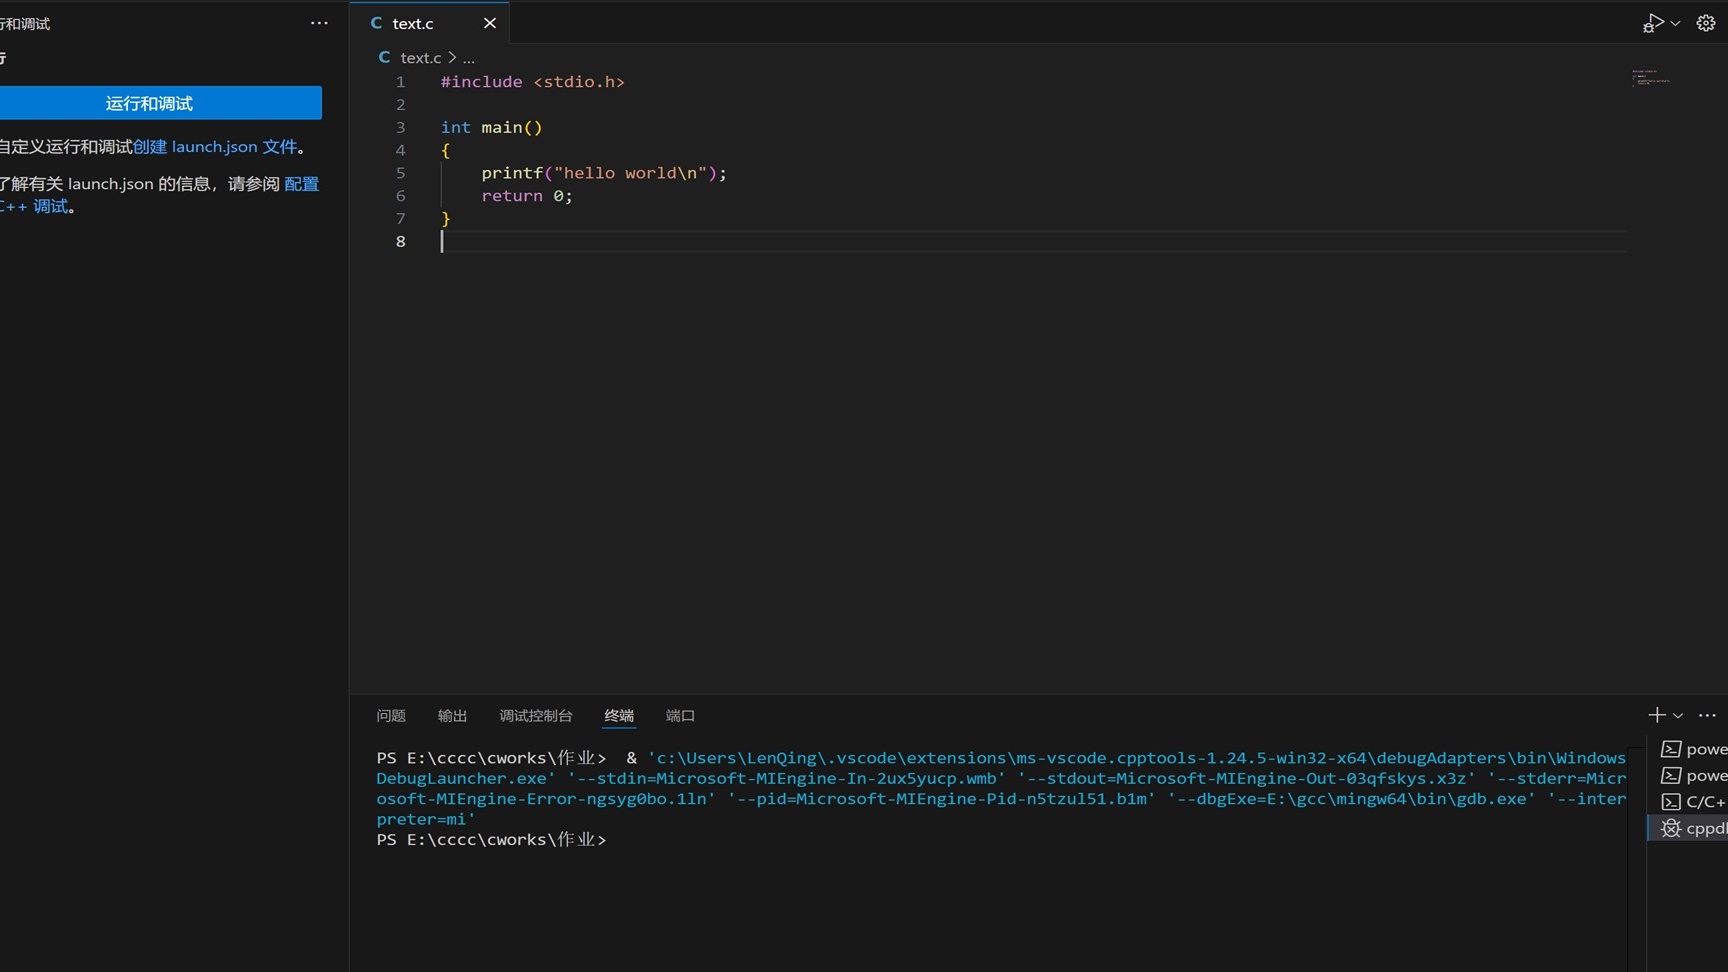 行和调试
···
行
运行和调试
自定义运行和调试创建 launch.json 文件。
了解有关 launch.json 的信息，请参阅 配置
C++ 调试。
C text.c
C text.c > ...
1 #include <stdio.h>
2
3 int main()
4 {
5 printf("hello world\n");
6 return 0;
7 }
8
问题 输出 调试控制台 终端 端口
PS E:\cccc\cworks\作业>  & 'c:\Users\LenQing\.vscode\extensions\ms-vscode.cpptools-1.24.5-win32-x64\debugAdapters\bin\Windows
DebugLauncher.exe' '--stdin=Microsoft-MIEngine-In-2ux5yucp.wmb' '--stdout=Microsoft-MIEngine-Out-03qfskys.x3z' '--stderr=Micr
osoft-MIEngine-Error-ngsyg0bo.1ln' '--pid=Microsoft-MIEngine-Pid-n5tzul51.b1m' '--dbgExe=E:\gcc\mingw64\bin\gdb.exe' '--inter
preter=mi'
PS E:\cccc\cworks\作业>
powe
powe
C/C+
cppd